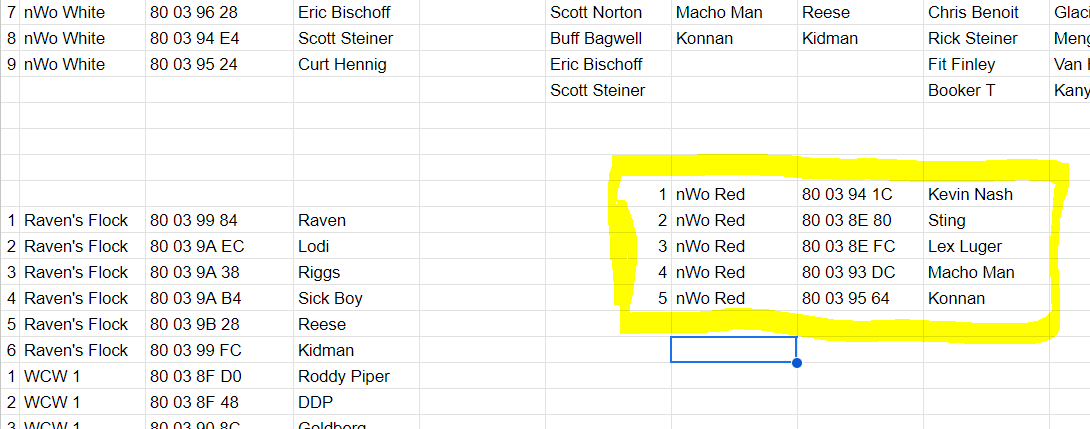 7 nWo White 80 03 96 28 Eric Bischoff Scott Norton Macho Man Reese Chris Benoit Glaci
8 nWo White 80 03 94 E4 Scott Steiner Buff Bagwell Konnan Kidman Rick Steiner Meng
9 nWo White 80 03 95 24 Curt Hennig Eric Bischoff Fit Finley Van
Scott Steiner Booker T Kany
1 nWo Red 80 03 94 1C Kevin Nash
1 Raven's Flock 80 03 99 84 Raven 2 nWo Red 80 03 8E 80 Sting
2 Raven's Flock 80 03 9A EC Lodi 3 nWo Red 80 03 8E FC Lex Luger
3 Raven's Flock 80 03 9A 38 Riggs 4 nWo Red 80 03 93 DC Macho Man
4 Raven's Flock 80 03 9A B4 Sick Boy 5 nWo Red 80 03 95 64 Konnan
5 Raven's Flock 80 03 9B 28 Reese
6 Raven's Flock 80 03 99 FC Kidman
1 WCW 1 80 03 8F D0 Roddy Piper
2 WCW 1 80 03 8F 48 DDP
3 WCW 1 80 03 90 8C Goldberg